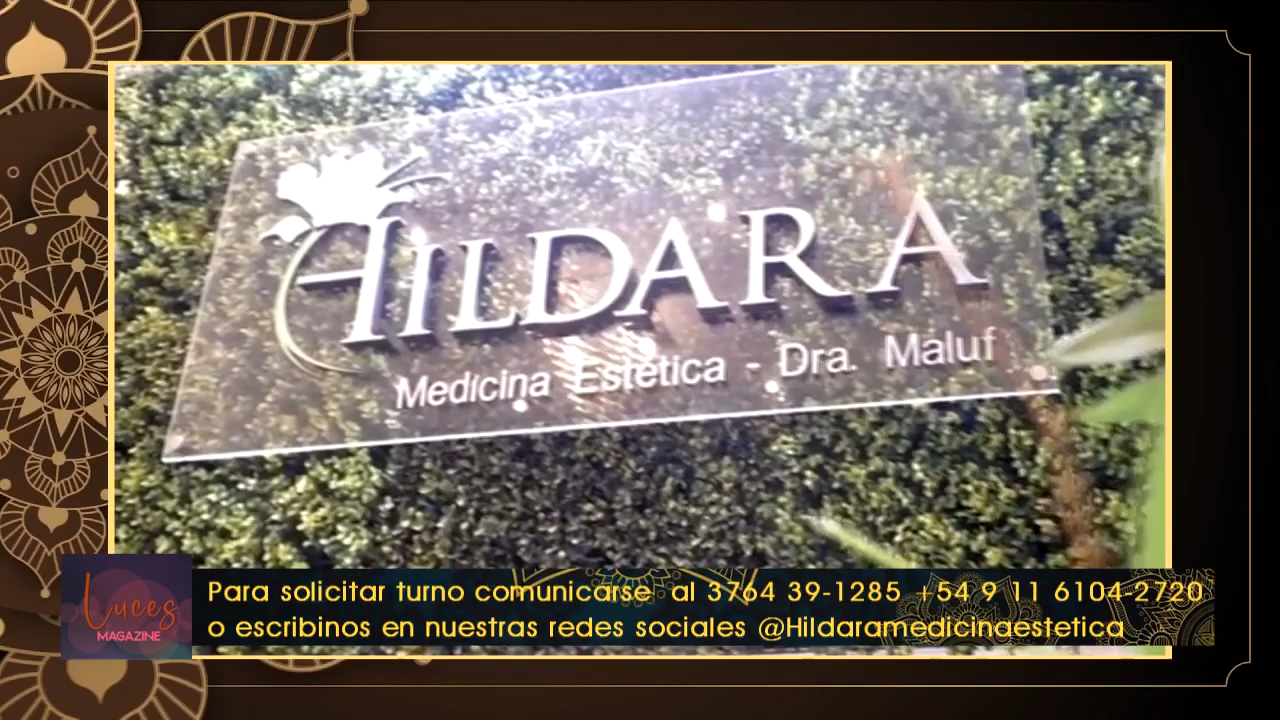 HILDARA
Medicina Estética - Dra. Maluf
Luces
MAGAZINE
Para solicitar turno comunicarse al 3764 39-1285 +54 9 11 6104-2720
o escribinos en nuestras redes sociales @Hildaramedicinaestetica